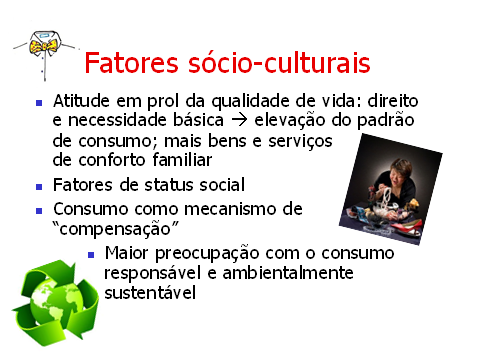 Fatores sócio-culturais
Atitude em prol da qualidade de vida: direito
e necessidade básica → elevação do padrão
de consumo; mais bens e serviços
de conforto familiar
Fatores de status social
Consumo como mecanismo de
“compensação”
Maior preocupação com o consumo
responsável e ambientalmente
sustentável